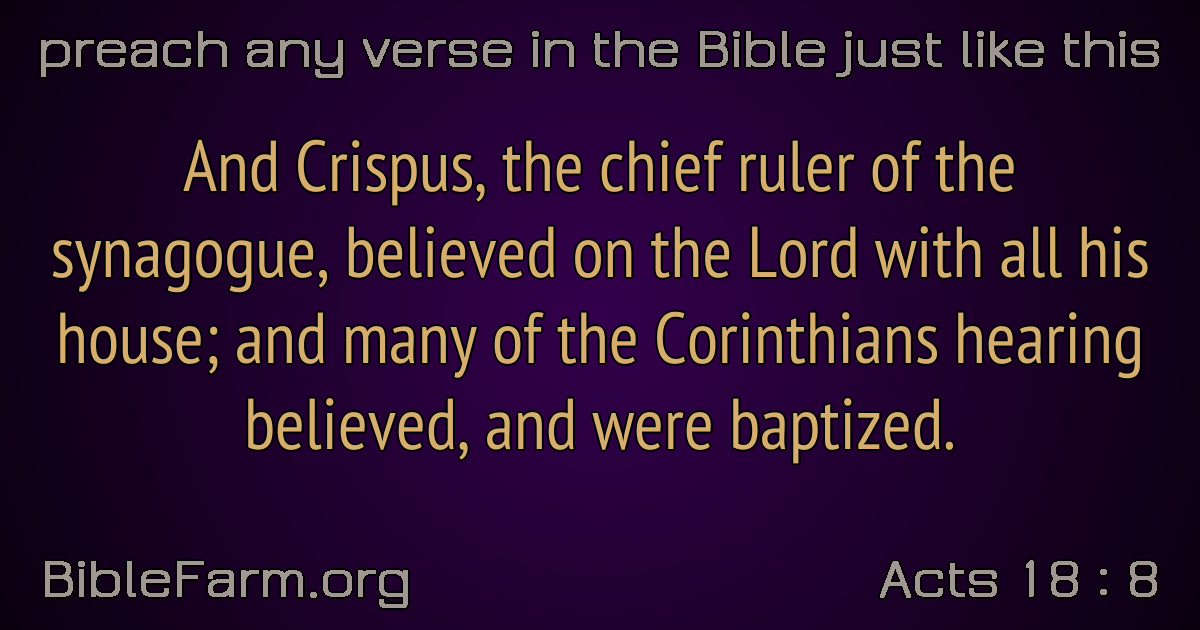 preach any verse in the Bible just like this
And Crispus, the chief ruler of the
synagogue, believed on the Lord with all his
house; and many of the Corinthians hearing
believed, and were baptized.
BibleFarm.org
Acts 18 : 8